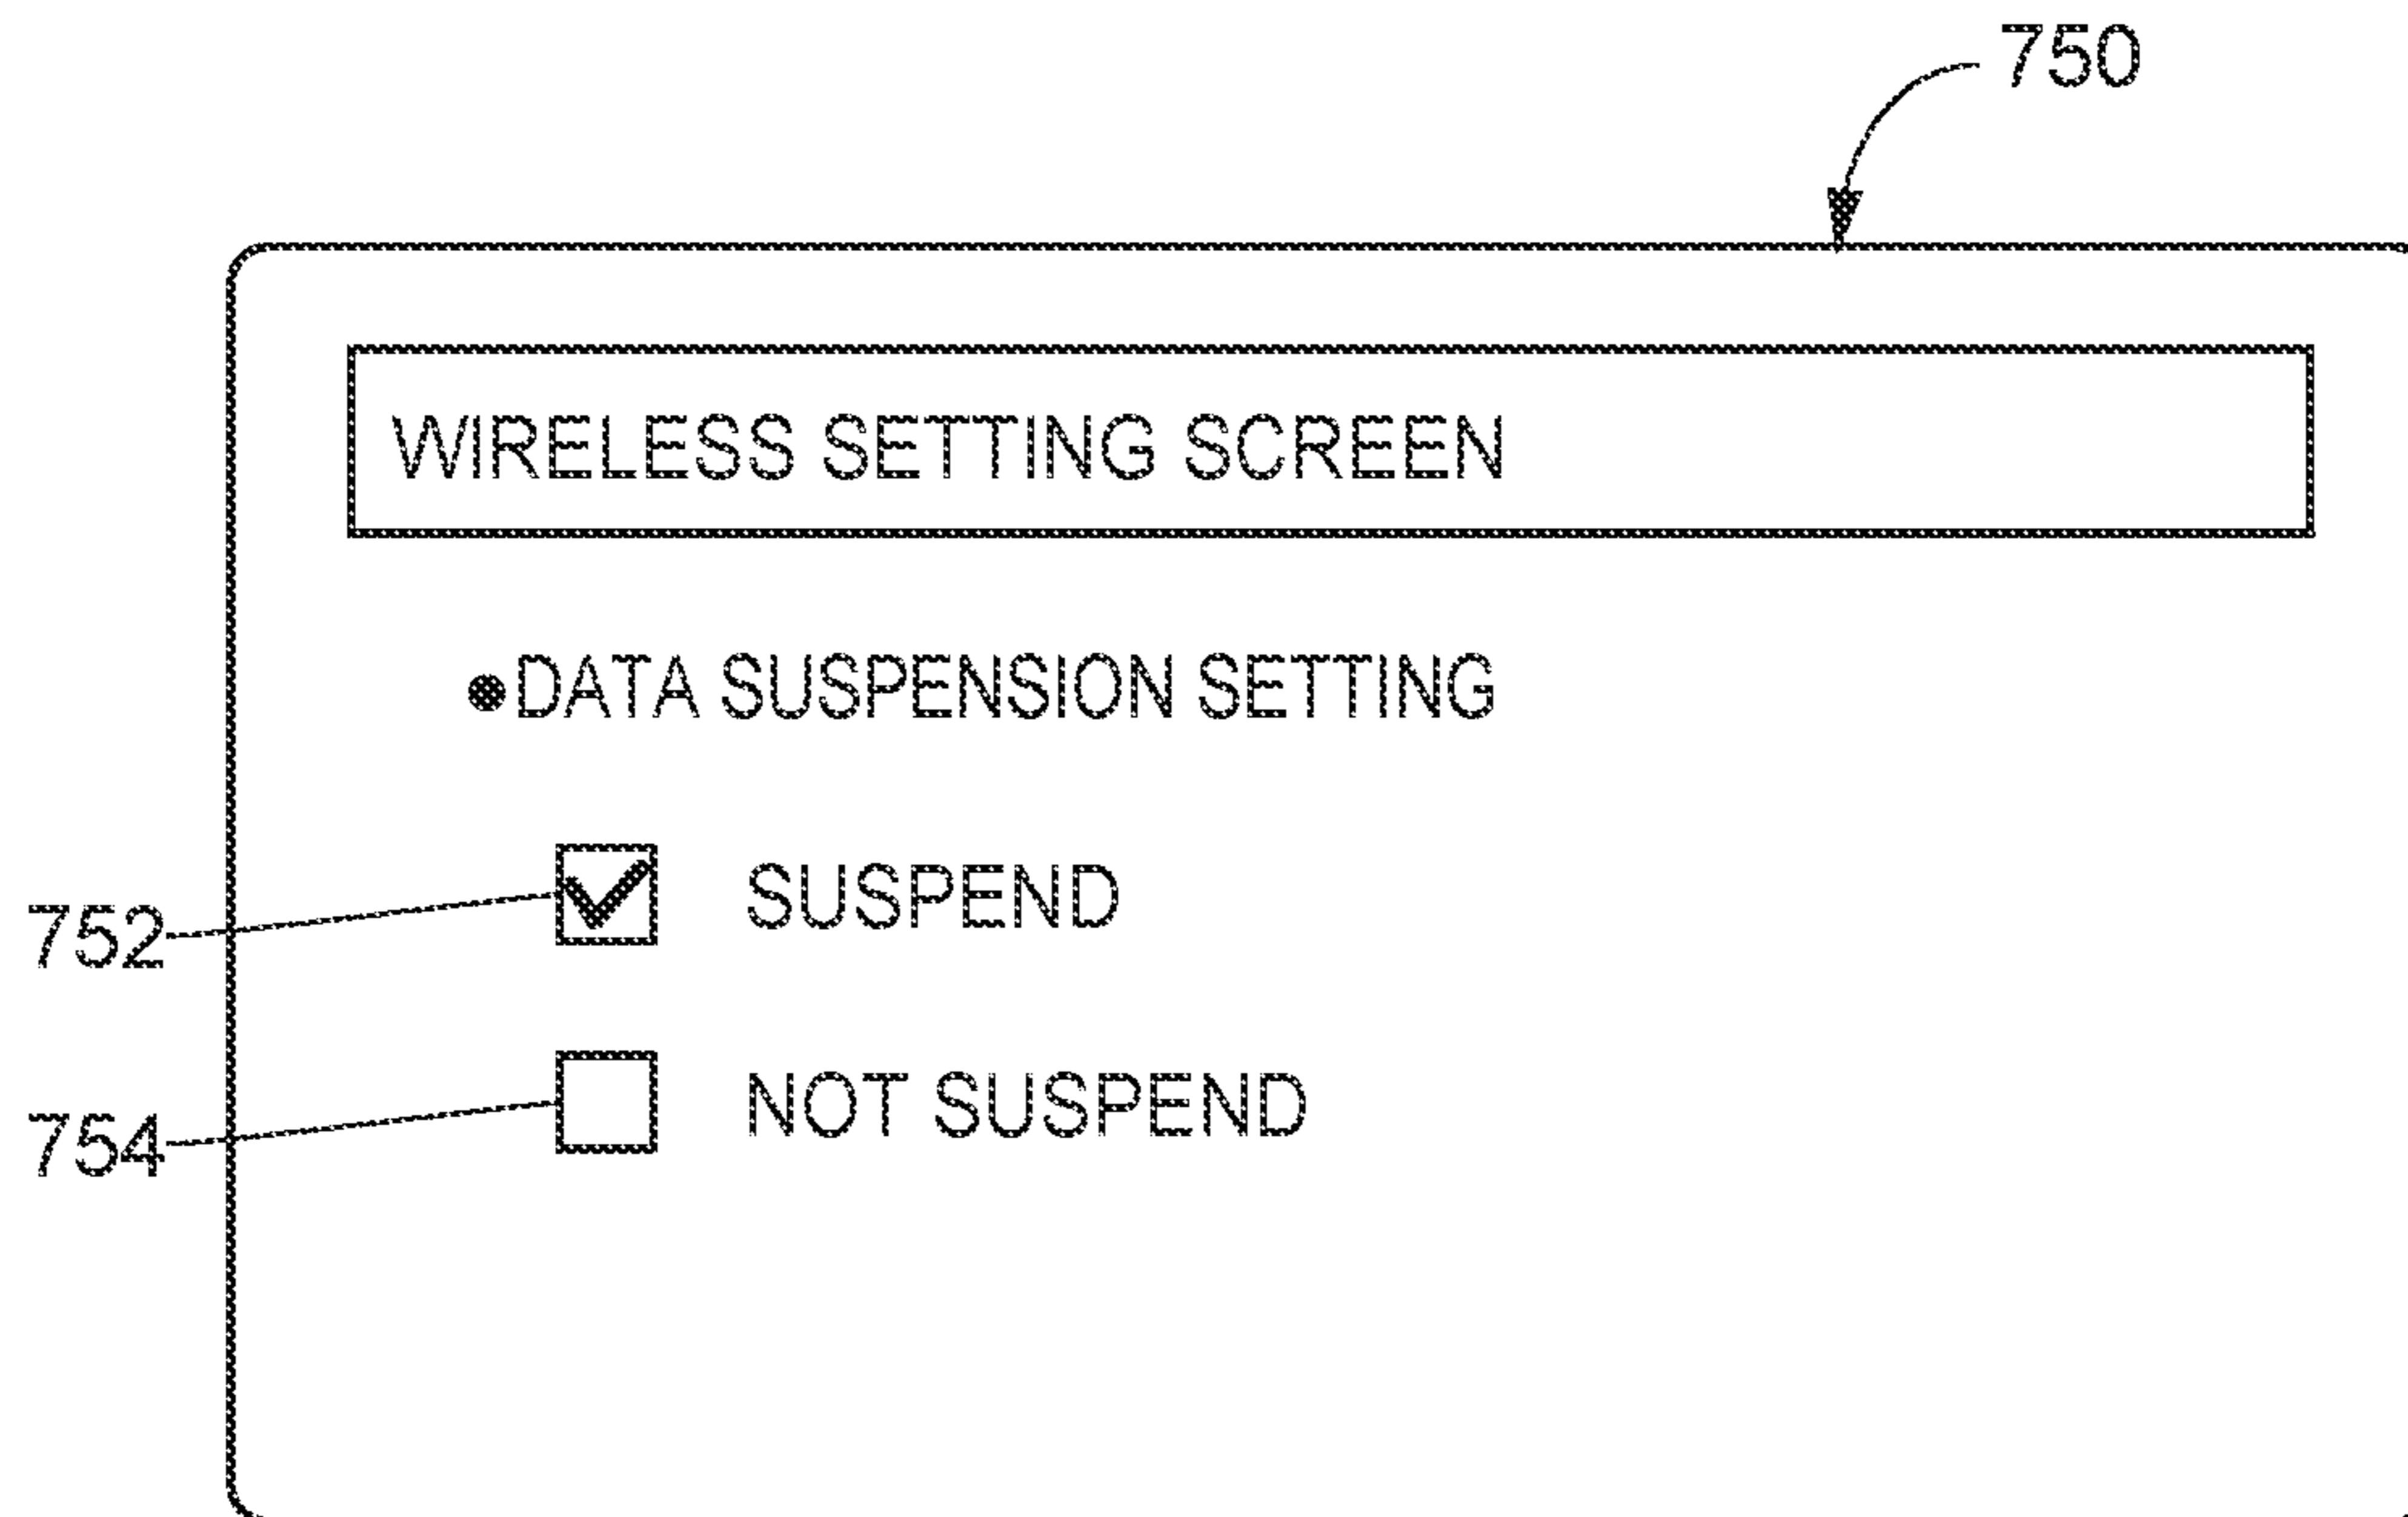 750
WIRELESS SETTING SCREEN
●DATA SUSPENSION SETTING
752 SUSPEND
754 NOT SUSPEND